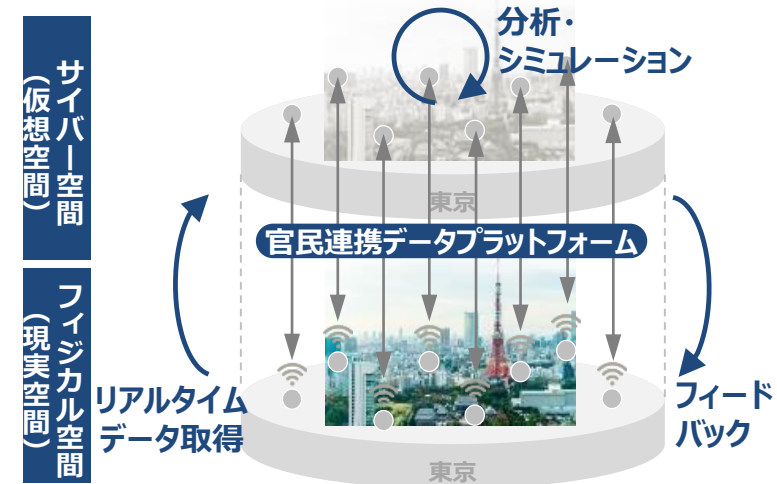 分析・
シミュレーション
サイバー空間
（仮想空間）
東京
官民連携データプラットフォーム
フィジカル空間
（現実空間）
リアルタイム
データ取得
フィード
バック
東京